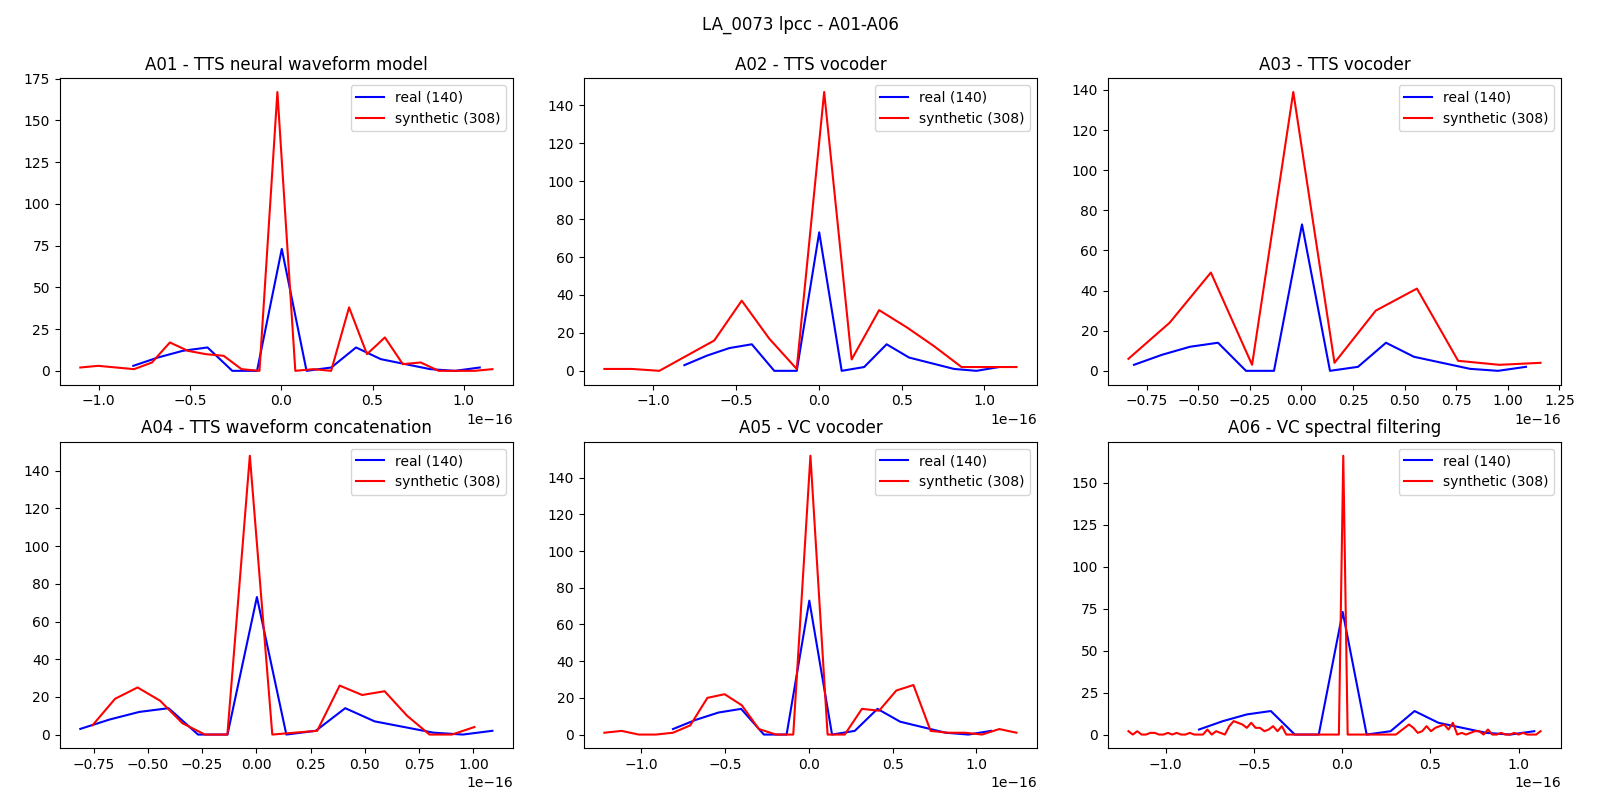 LA_0073 lpcc - A01-A06
A01 - TTS neural waveform model
175
150
125
100
75
50
25
0
real (140)
synthetic (308)
−1.0 −0.5 0.0 0.5 1.0
1e−16
A02 - TTS vocoder
140
120
100
80
60
40
20
0
real (140)
synthetic (308)
−1.0 −0.5 0.0 0.5 1.0
1e−16
A03 - TTS vocoder
140
120
100
80
60
40
20
0
real (140)
synthetic (308)
−0.75 −0.50 −0.25 0.00 0.25 0.50 0.75 1.00 1.25
1e−16
A04 - TTS waveform concatenation
140
120
100
80
60
40
20
0
real (140)
synthetic (308)
−0.75 −0.50 −0.25 0.00 0.25 0.50 0.75 1.00
1e−16
A05 - VC vocoder
140
120
100
80
60
40
20
0
real (140)
synthetic (308)
−1.0 −0.5 0.0 0.5 1.0
1e−16
A06 - VC spectral filtering
150
125
100
75
50
25
0
real (140)
synthetic (308)
−1.0 −0.5 0.0 0.5 1.0
1e−16